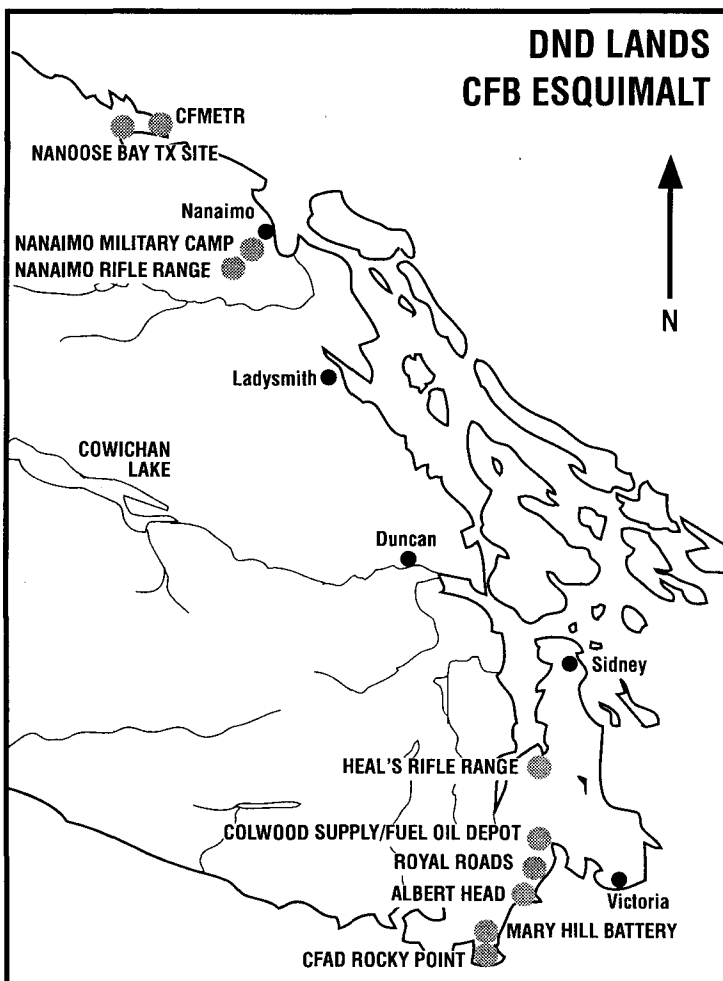 DND LANDS
CFB ESQUIMALT
CFMETR
NANOOSE BAY TX SITE
N
Nanaimo
NANAIMO MILITARY CAMP
NANAIMO RIFLE RANGE
Ladysmith
COWICHAN
LAKE
Duncan
Sidney
HEAL'S RIFLE RANGE
COLWOOD SUPPLY/FUEL OIL DEPOT
ROYAL ROADS
ALBERT HEAD
Victoria
MARY HILL BATTERY
CFAD ROCKY POINT